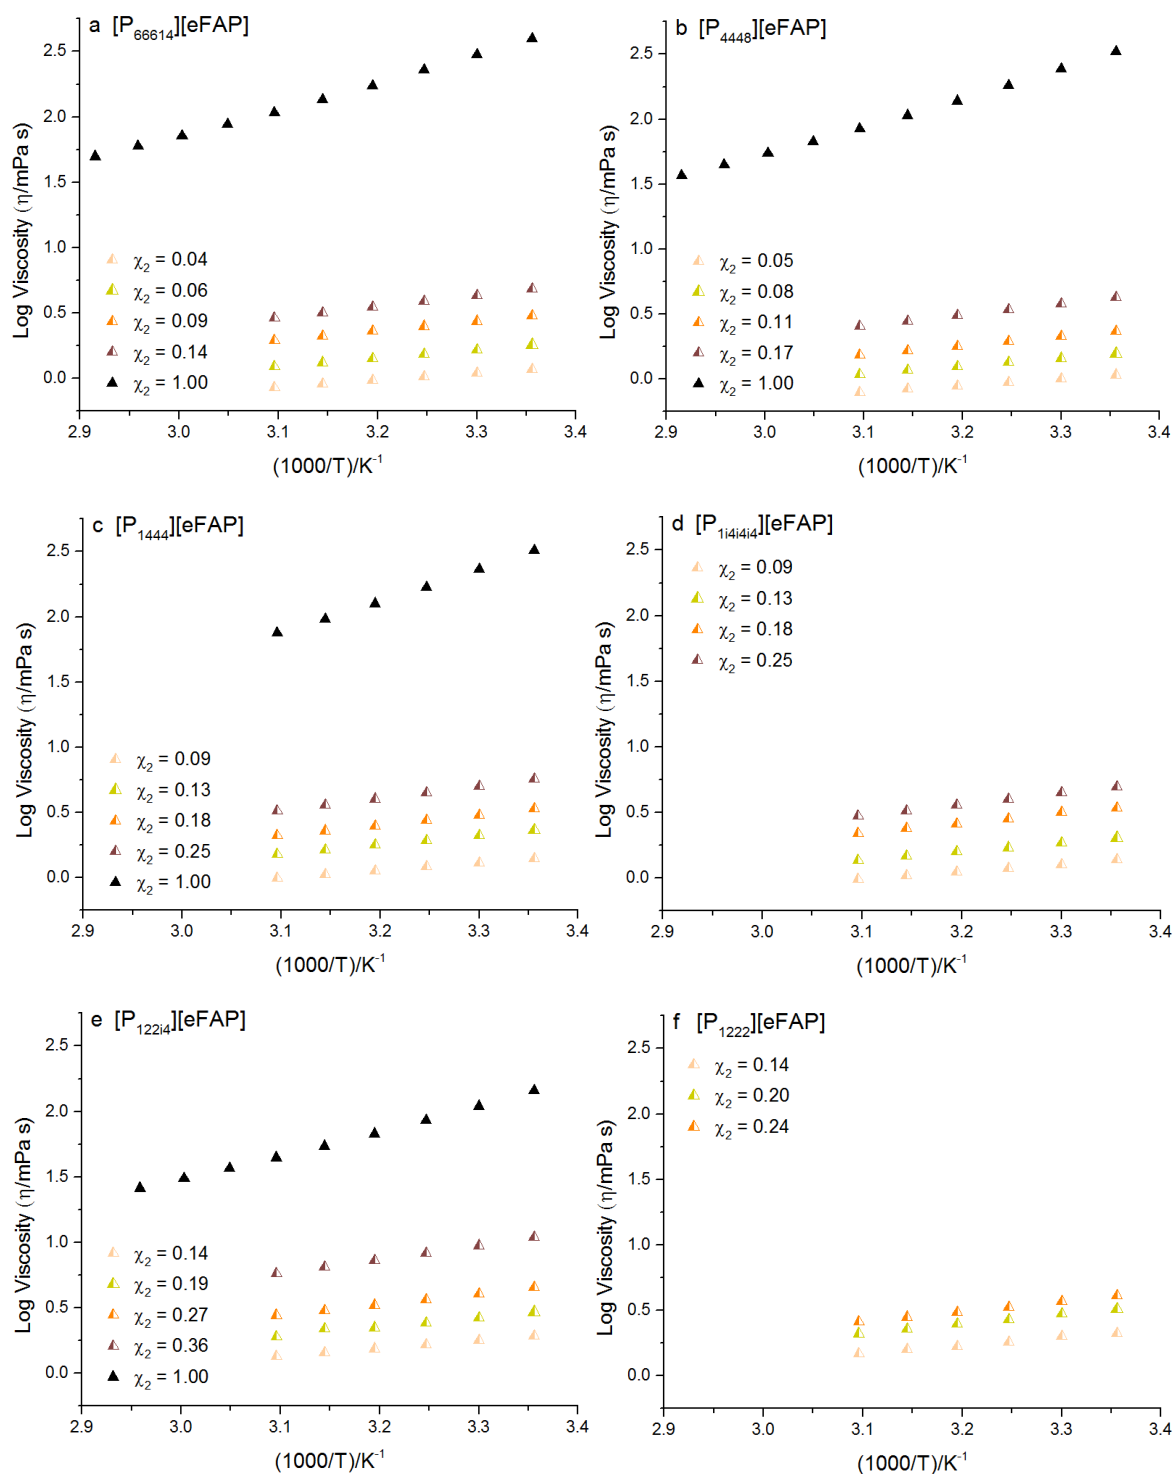 a [P66614][eFAP]
2.5
2.0
1.5
1.0
0.5
0.0
Log Viscosity (η/mPa s)
χ2 = 0.04
χ2 = 0.06
χ2 = 0.09
χ2 = 0.14
χ2 = 1.00
2.9 3.0 3.1 3.2 3.3 3.4
(1000/T)/K-1
b [P4448][eFAP]
2.5
2.0
1.5
1.0
0.5
0.0
Log Viscosity (η/mPa s)
χ2 = 0.05
χ2 = 0.08
χ2 = 0.11
χ2 = 0.17
χ2 = 1.00
2.9 3.0 3.1 3.2 3.3 3.4
(1000/T)/K-1
c [P1444][eFAP]
2.5
2.0
1.5
1.0
0.5
0.0
Log Viscosity (η/mPa s)
χ2 = 0.09
χ2 = 0.13
χ2 = 0.18
χ2 = 0.25
χ2 = 1.00
2.9 3.0 3.1 3.2 3.3 3.4
(1000/T)/K-1
d [P1i4i4i4][eFAP]
2.5
2.0
1.5
1.0
0.5
0.0
Log Viscosity (η/mPa s)
χ2 = 0.09
χ2 = 0.13
χ2 = 0.18
χ2 = 0.25
2.9 3.0 3.1 3.2 3.3 3.4
(1000/T)/K-1
e [P122i4][eFAP]
2.5
2.0
1.5
1.0
0.5
0.0
Log Viscosity (η/mPa s)
χ2 = 0.14
χ2 = 0.19
χ2 = 0.27
χ2 = 0.36
χ2 = 1.00
2.9 3.0 3.1 3.2 3.3 3.4
(1000/T)/K-1
f [P1222][eFAP]
2.5
2.0
1.5
1.0
0.5
0.0
Log Viscosity (η/mPa s)
χ2 = 0.14
χ2 = 0.20
χ2 = 0.24
2.9 3.0 3.1 3.2 3.3 3.4
(1000/T)/K-1